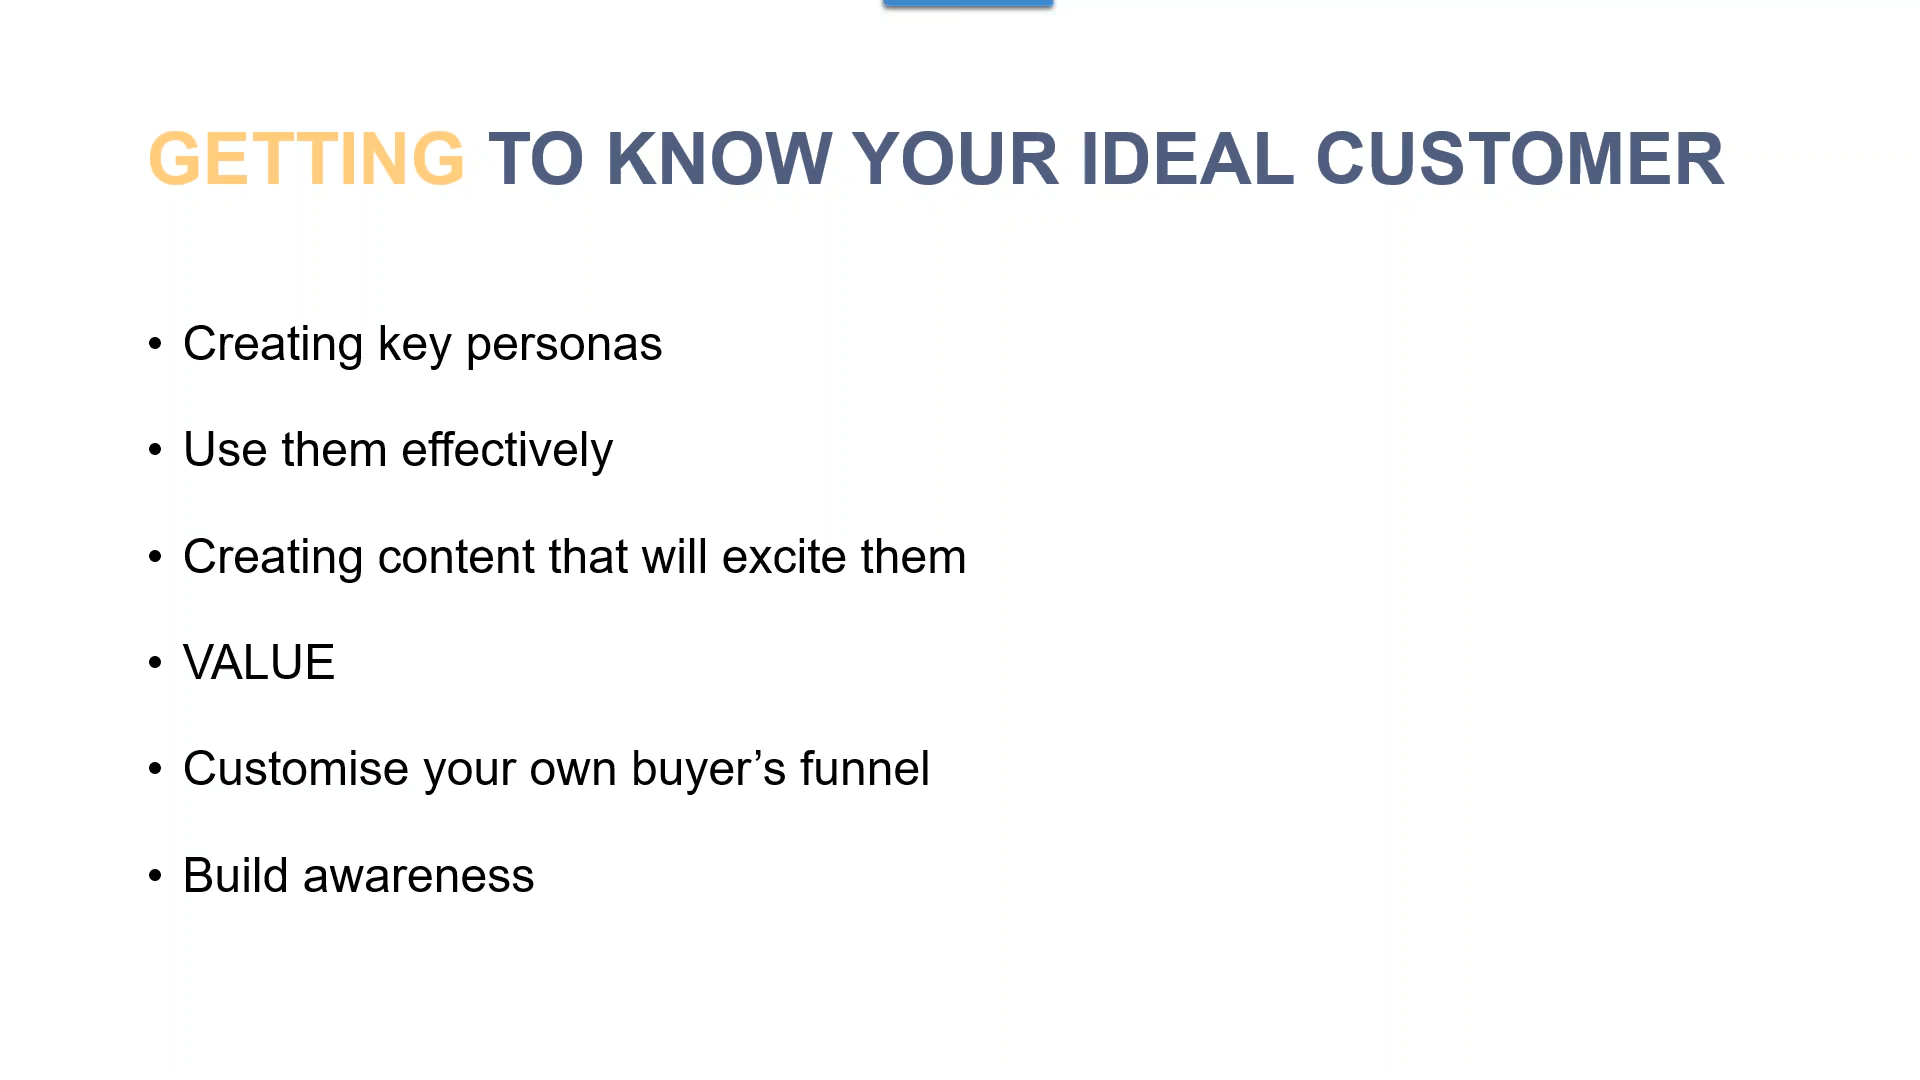 GETTING TO KNOW YOUR IDEAL CUSTOMER
• Creating key personas
• Use them effectively
• Creating content that will excite them
• VALUE
• Customise your own buyer’s funnel
• Build awareness